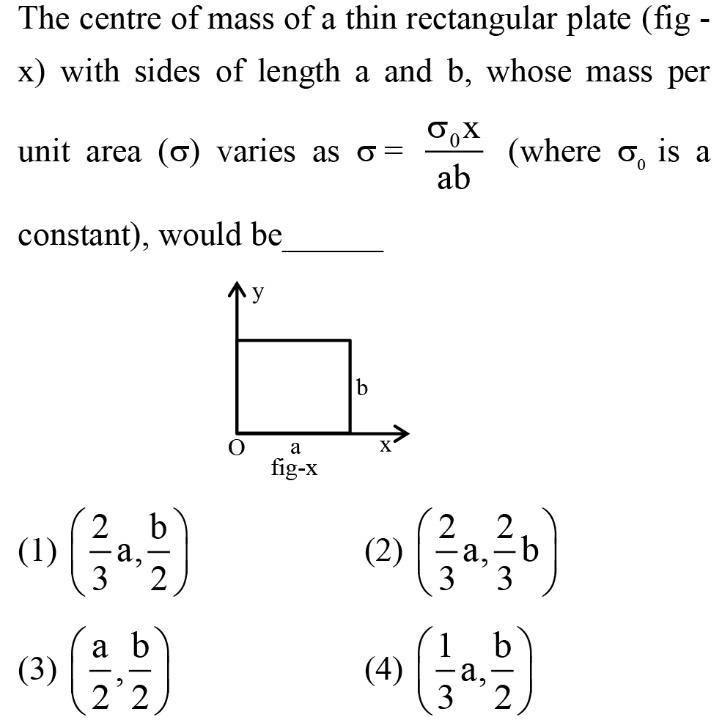 The centre of mass of a thin rectangular plate (fig -
x) with sides of length a and b, whose mass per
unit area (σ) varies as σ = σ₀x/ab (where σ₀ is a
constant), would be______
y
b
O a x
fig-x
(1) (2/3 a, b/2) (2) (2/3 a, 2/3 b)
(3) (a/2, b/2) (4) (1/3 a, b/2)